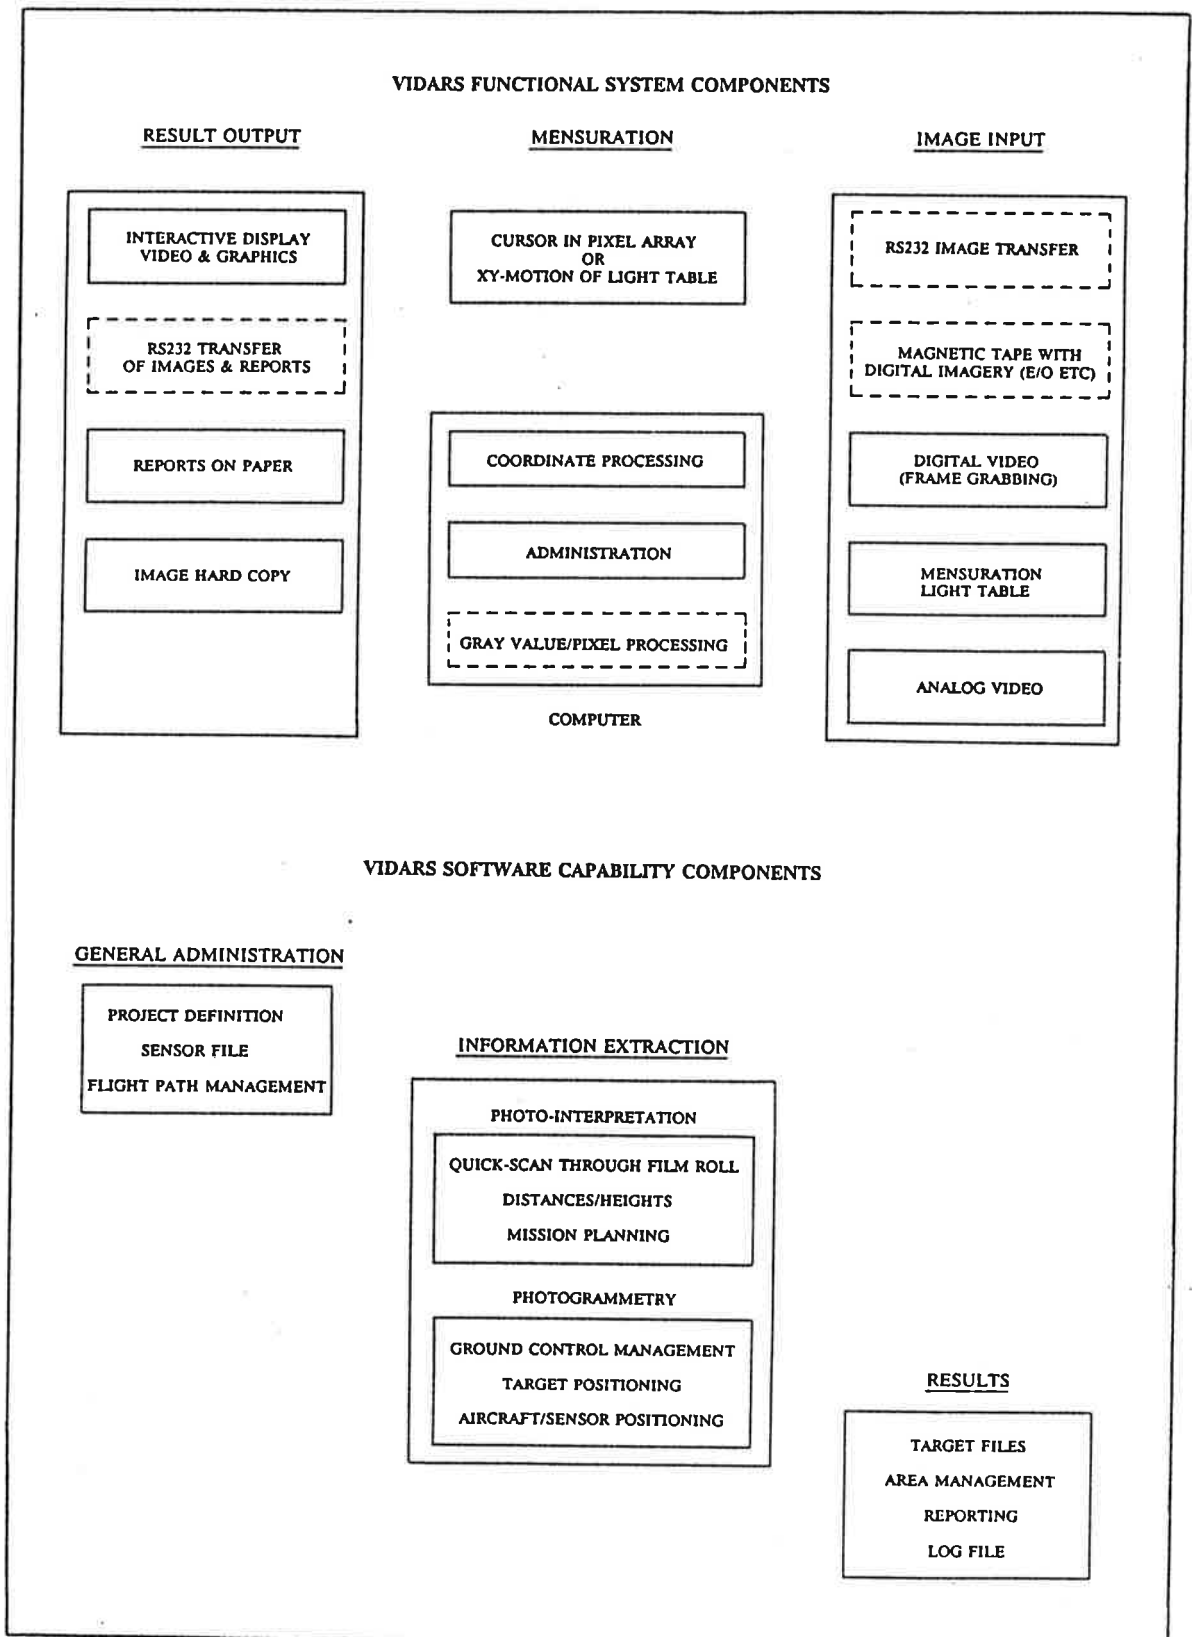 VIDARS FUNCTIONAL SYSTEM COMPONENTS
RESULT OUTPUT
INTERACTIVE DISPLAY
VIDEO & GRAPHICS
RS232 TRANSFER
OF IMAGES & REPORTS
REPORTS ON PAPER
IMAGE HARD COPY
MENSURATION
CURSOR IN PIXEL ARRAY
OR
XY-MOTION OF LIGHT TABLE
COORDINATE PROCESSING
ADMINISTRATION
GRAY VALUE/PIXEL PROCESSING
COMPUTER
IMAGE INPUT
RS232 IMAGE TRANSFER
MAGNETIC TAPE WITH
DIGITAL IMAGERY (E/O ETC)
DIGITAL VIDEO
(FRAME GRABBING)
MENSURATION
LIGHT TABLE
ANALOG VIDEO
VIDARS SOFTWARE CAPABILITY COMPONENTS
GENERAL ADMINISTRATION
PROJECT DEFINITION
SENSOR FILE
FLIGHT PATH MANAGEMENT
INFORMATION EXTRACTION
PHOTO-INTERPRETATION
QUICK-SCAN THROUGH FILM ROLL
DISTANCES/HEIGHTS
MISSION PLANNING
PHOTOGRAMMETRY
GROUND CONTROL MANAGEMENT
TARGET POSITIONING
AIRCRAFT/SENSOR POSITIONING
RESULTS
TARGET FILES
AREA MANAGEMENT
REPORTING
LOG FILE